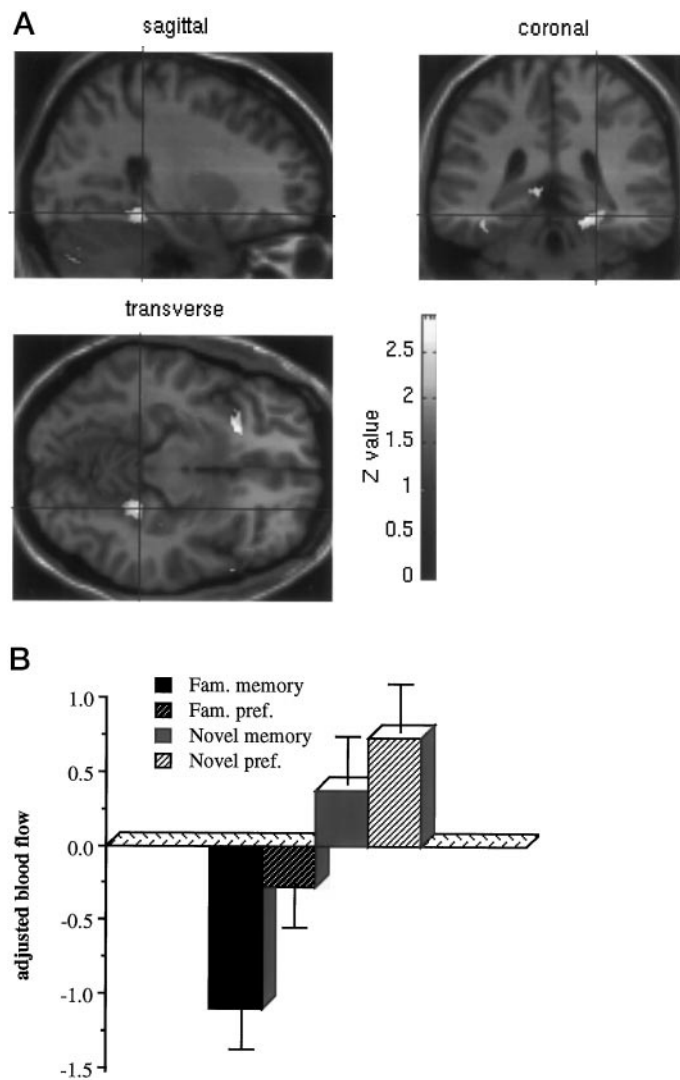 A
sagittal
coronal
transverse
2.5
2
1.5
1
0.5
0
Z value
B
Fam. memory
Fam. pref.
Novel memory
Novel pref.
1.0
0.5
0.0
-0.5
-1.0
-1.5
adjusted blood flow